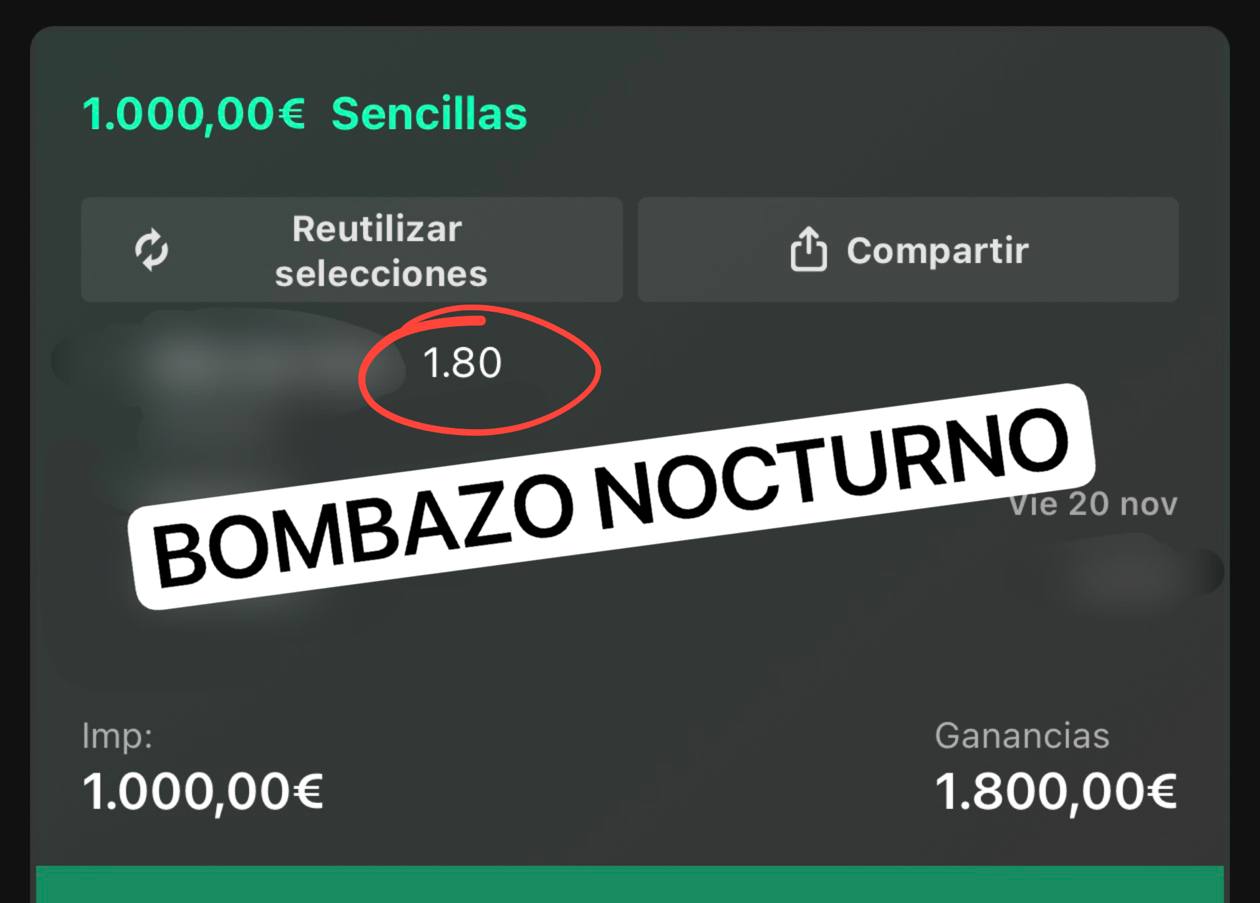 1.000,00€ Sencillas
Reutilizar
selecciones
Compartir
1.80
BOMBAZO NOCTURNO
Vie 20 nov
Imp:
Ganancias
1.000,00€
1.800,00€